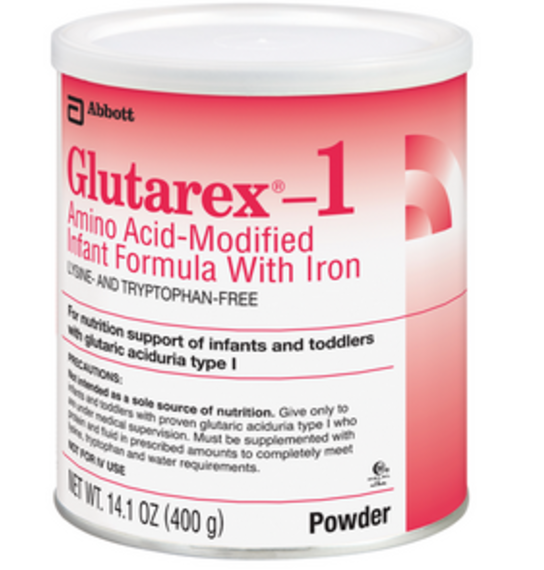 Abbott
Glutarex®-1
Amino Acid-Modified
Infant Formula With Iron
LYSINE- AND TRYPTOPHAN-FREE
For nutrition support of infants and toddlers
with glutaric aciduria type I
PRECAUTIONS:
Not intended as a sole source of nutrition. Give only to
infants and toddlers with proven glutaric aciduria type I who
are under medical supervision. Must be supplemented with
protein and fluid in prescribed amounts to completely meet
lysine, tryptophan and water requirements.
NOT FOR IV USE
NET WT. 14.1 OZ (400 g)
Powder